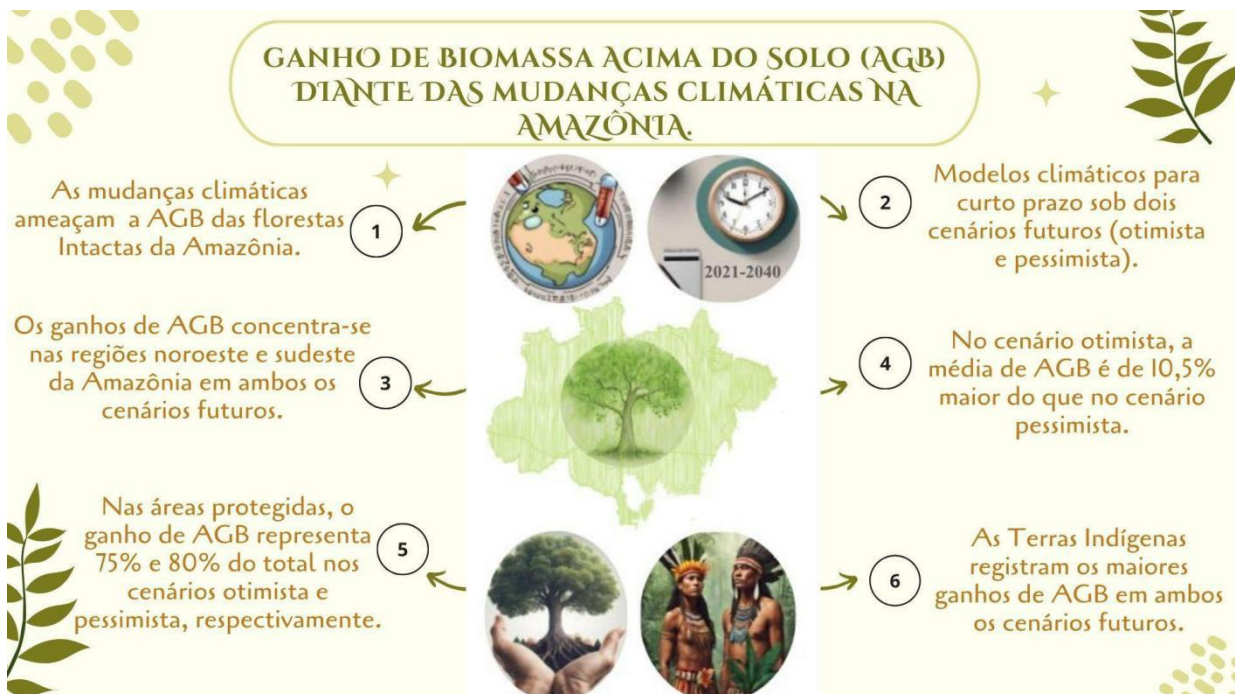 GANHO DE BIOMASSA ACIMA DO SOLO (AGB)
DIANTE DAS MUDANÇAS CLIMÁTICAS NA
AMAZÔNIA.
As mudanças climáticas
ameaçam a AGB das florestas
Intactas da Amazônia.
1
2021-2040
2
Modelos climáticos para
curto prazo sob dois
cenários futuros (otimista
e pessimista).
Os ganhos de AGB concentra-se
nas regiões noroeste e sudeste
da Amazônia em ambos os
cenários futuros.
3
4
No cenário otimista, a
média de AGB é de 10,5%
maior do que no cenário
pessimista.
Nas áreas protegidas, o
ganho de AGB representa
75% e 80% do total nos
cenários otimista e
pessimista, respectivamente.
5
6
As Terras Indígenas
registram os maiores
ganhos de AGB em ambos
os cenários futuros.